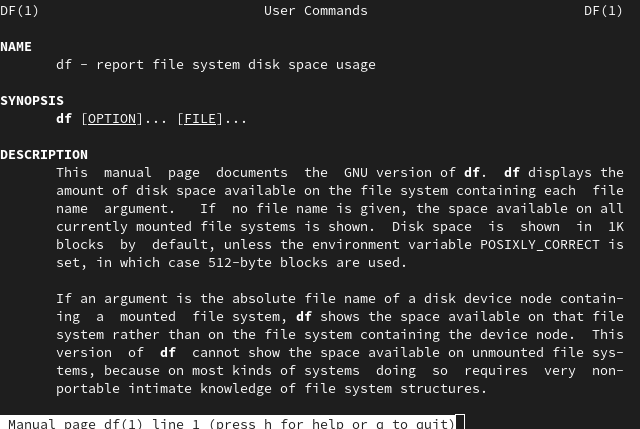 DF(1) User Commands DF(1)
NAME
df - report file system disk space usage
SYNOPSIS
df [OPTION]... [FILE]...
DESCRIPTION
This manual page documents the GNU version of df. df displays the
amount of disk space available on the file system containing each file
name argument. If no file name is given, the space available on all
currently mounted file systems is shown. Disk space is shown in 1K
blocks by default, unless the environment variable POSIXLY_CORRECT is
set, in which case 512-byte blocks are used.
If an argument is the absolute file name of a disk device node contain-
ing a mounted file system, df shows the space available on that file
system rather than on the file system containing the device node. This
version of df cannot show the space available on unmounted file sys-
tems, because on most kinds of systems doing so requires very non-
portable intimate knowledge of file system structures.
Manual page df(1) line 1 (press h for help or q to quit)